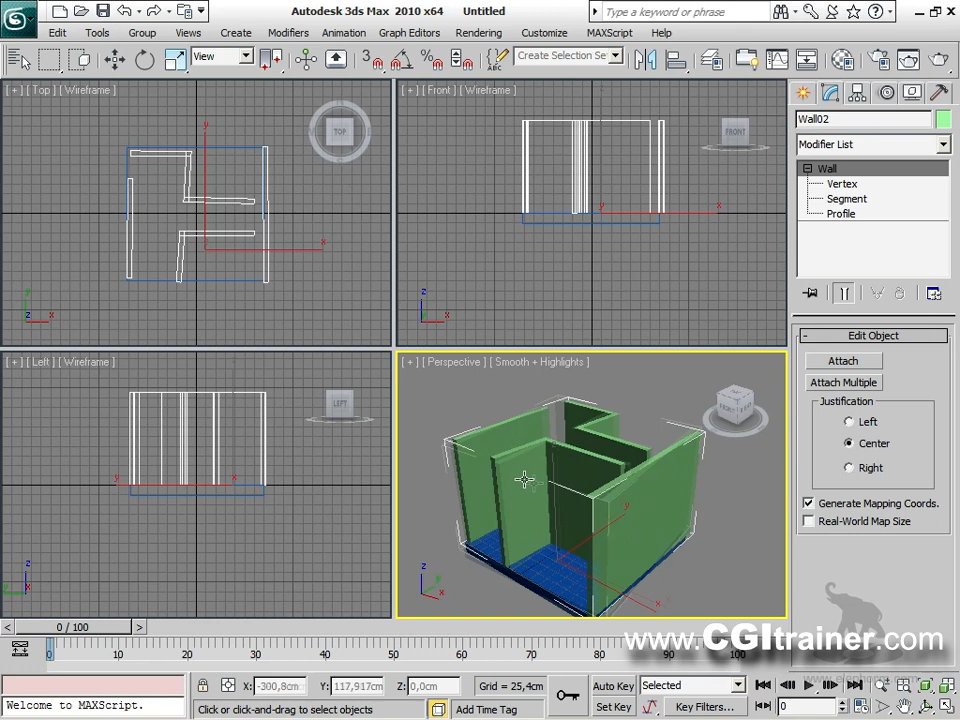 Autodesk 3ds Max 2010 x64 Untitled
Type a keyword or phrase
Edit Tools Group Views Create Modifiers Animation Graph Editors Rendering Customize MAXScript Help
View
3
Create Selection Se
[ + ] [ Top ] [ Wireframe ]
TOP
y
x
y
z x
[ + ] [ Front ] [ Wireframe ]
FRONT
y
x
z
x
[ + ] [ Left ] [ Wireframe ]
LEFT
y
x
z
[ + ] [ Perspective ] [ Smooth + Highlights ]
FRONT
y
x
z
y
x
Wall02
Modifier List
Wall
Vertex
Segment
Profile
- Edit Object
Attach
Attach Multiple
Justification
Left
Center
Right
Generate Mapping Coords.
Real-World Map Size
< 0 / 100 >
0 10 20 30 40 50 60 70 80 90 100
www.CGItrainer.com
X: -300,8cm Y: 117,917cm Z: 0,0cm Grid = 25,4cm
Auto Key Selected
Welcome to MAXScript.
Click or click-and-drag to select objects
Add Time Tag
Set Key
Key Filters...
0